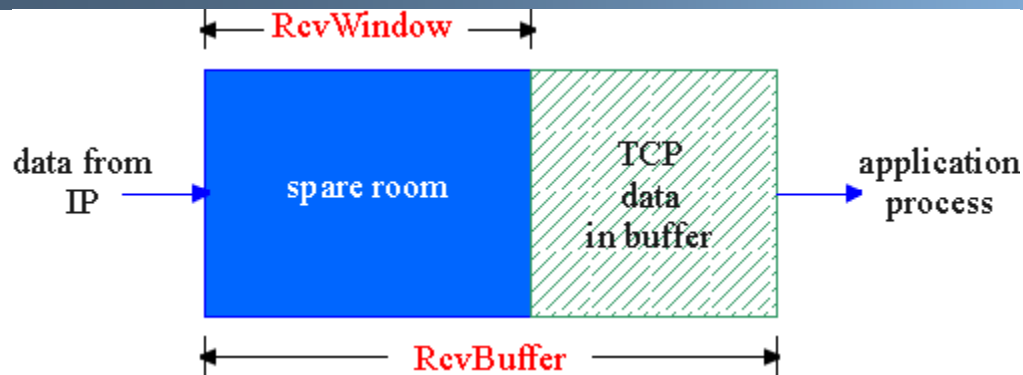 RcvWindow
data from
IP
spare room
TCP
data
in buffer
application
process
RcvBuffer